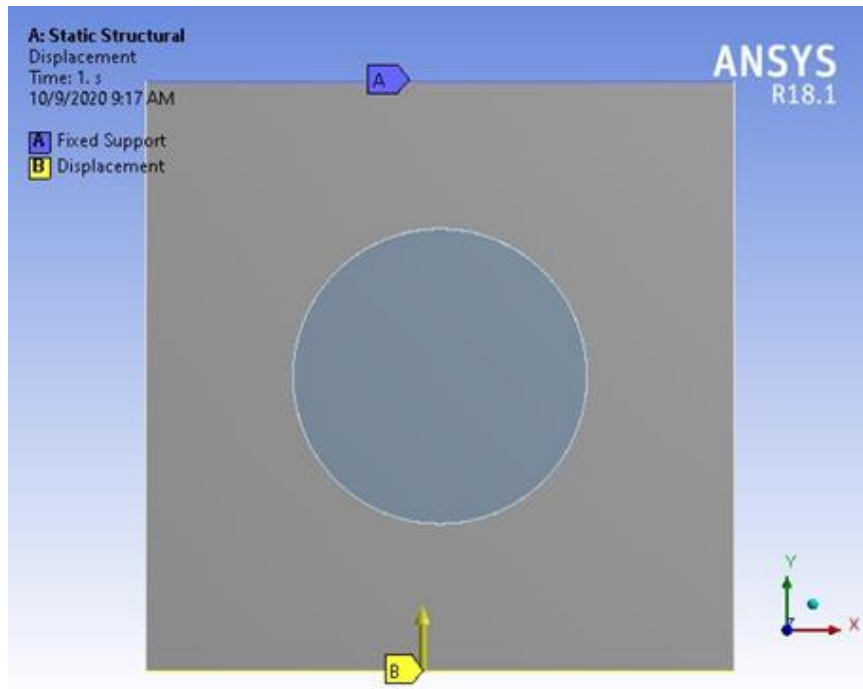 A: Static Structural
Displacement
Time: 1. s
10/9/2020 9:17 AM
A Fixed Support
B Displacement
A
ANSYS
R18.1
B
Y
X